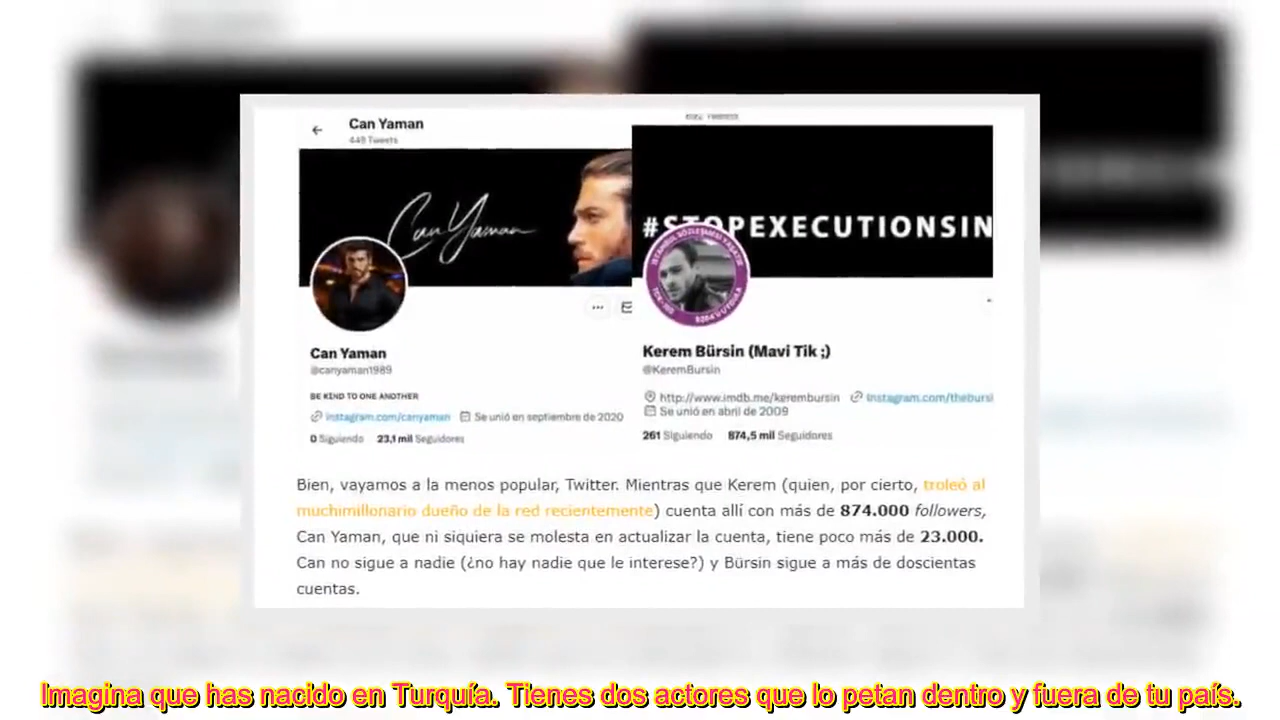 Can Yaman
449 Tweets
Can Yaman
#STOPEXECUTIONSIN
İSTANBUL SÖZLEŞMESİ YAŞATIR
Can Yaman
@canyaman1989
BE KIND TO ONE ANOTHER
instagram.com/canyaman Se unió en septiembre de 2020
0 Siguiendo 23,1 mil Seguidores
Kerem Bürsin (Mavi Tik ;)
@KeremBursin
http://www.imdb.me/kerembursin instagram.com/thebursi
Se unió en abril de 2009
261 Siguiendo 874,5 mil Seguidores
Bien, vayamos a la menos popular, Twitter. Mientras que Kerem (quien, por cierto, troleó al
muchimillonario dueño de la red recientemente) cuenta allí con más de 874.000 followers,
Can Yaman, que ni siquiera se molesta en actualizar la cuenta, tiene poco más de 23.000.
Can no sigue a nadie (¿no hay nadie que le interese?) y Bürsin sigue a más de doscientas
cuentas.
Imagina que has nacido en Turquía. Tienes dos actores que lo petan dentro y fuera de tu país.